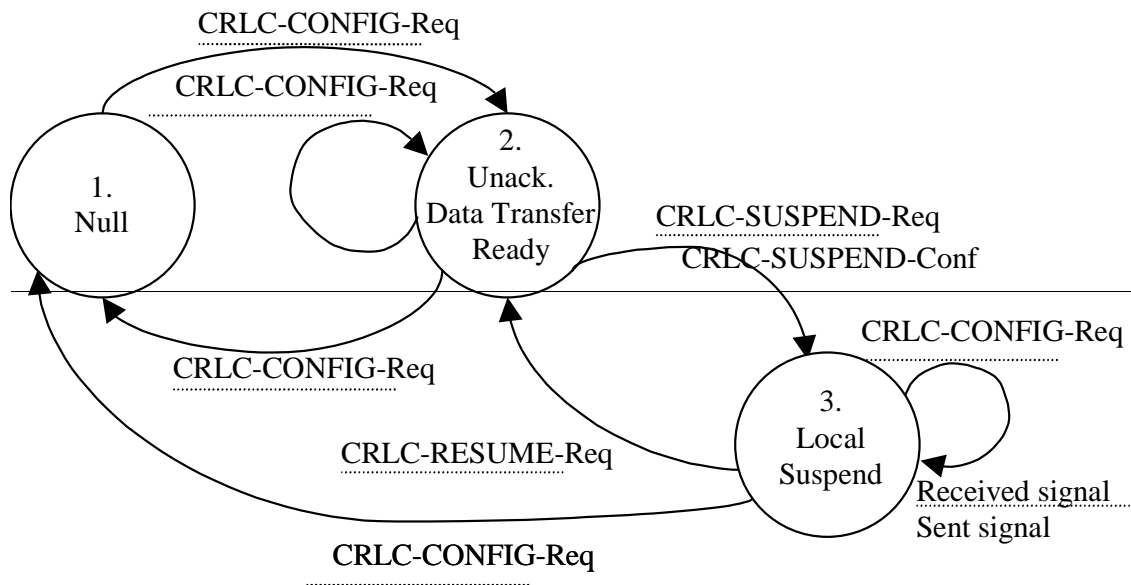 CRLC-CONFIG-Req
CRLC-CONFIG-Req
1.
Null
2.
Unack.
Data Transfer
Ready
CRLC-SUSPEND-Req
CRLC-SUSPEND-Conf
CRLC-CONFIG-Req
CRLC-CONFIG-Req
3.
Local
Suspend
CRLC-RESUME-Req
Received signal
Sent signal
CRLC-CONFIG-Req